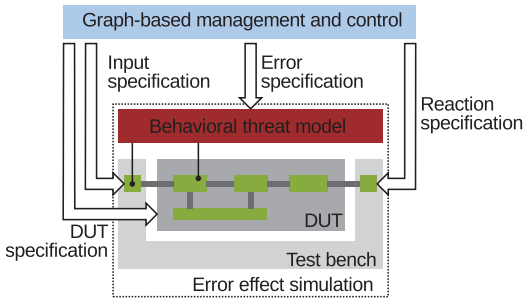 Graph-based management and control
Input
specification
Error
specification
Reaction
specification
Behavioral threat model
DUT
DUT
specification
Test bench
Error effect simulation